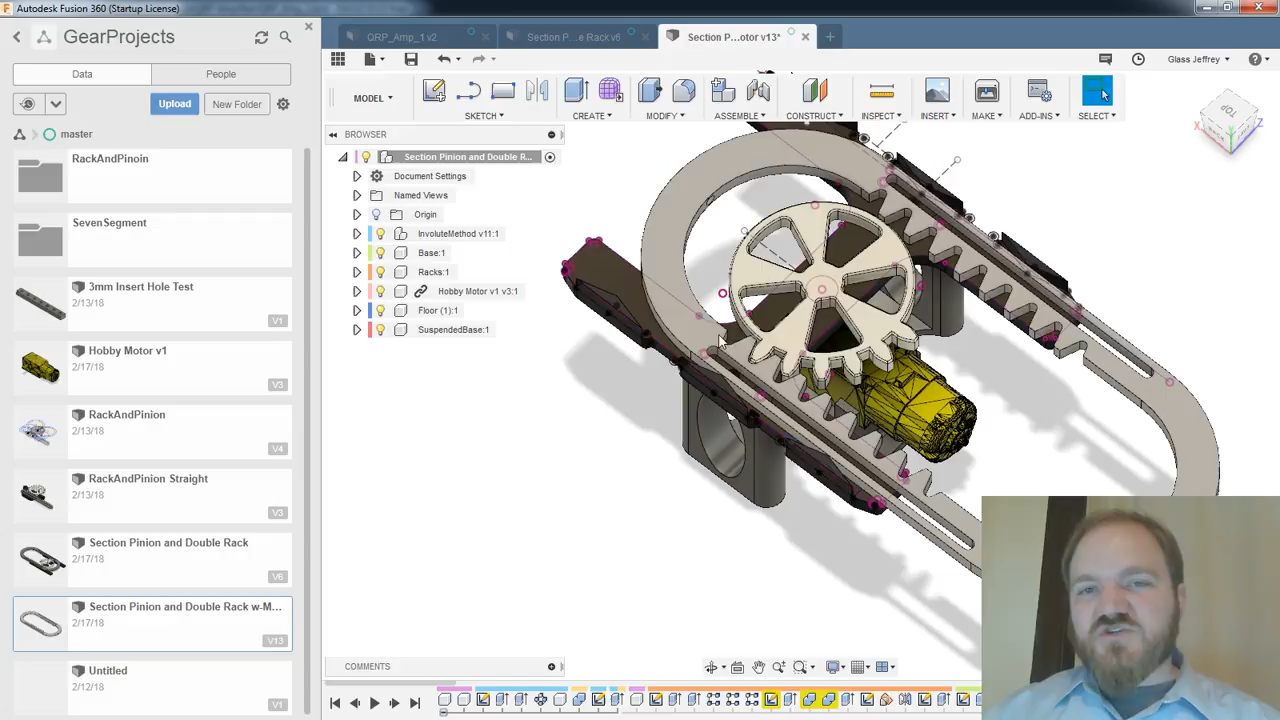 Autodesk Fusion 360 (Startup License)
GearProjects
Data
People
Upload
New Folder
master
RackAndPinoin
SevenSegment
3mm Insert Hole Test
2/13/18
V1
Hobby Motor v1
2/17/18
V3
RackAndPinion
2/13/18
V4
RackAndPinion Straight
2/13/18
V3
Section Pinion and Double Rack
2/17/18
V6
Section Pinion and Double Rack w-M...
2/17/18
V13
Untitled
2/12/18
V1
QRP_Amp_1 v2
Section P...e Rack v6
Section P...otor v13*
Glass Jeffrey
MODEL
SKETCH
CREATE
MODIFY
ASSEMBLE
CONSTRUCT
INSPECT
INSERT
MAKE
ADD-INS
SELECT
BROWSER
Section Pinion and Double R...
Document Settings
Named Views
Origin
InvoluteMethod v11:1
Base:1
Racks:1
Hobby Motor v1 v3:1
Floor (1):1
SuspendedBase:1
TOP
X
Z
COMMENTS